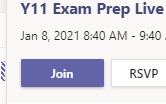 Y11 Exam Prep Live
Jan 8, 2021 8:40 AM - 9:40
Join
RSVP